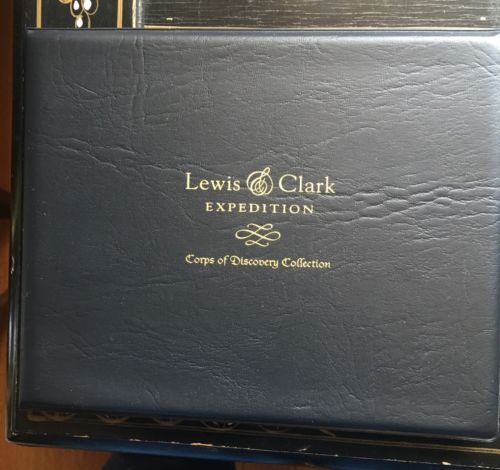 Lewis & Clark
EXPEDITION
Corps of Discovery Collection